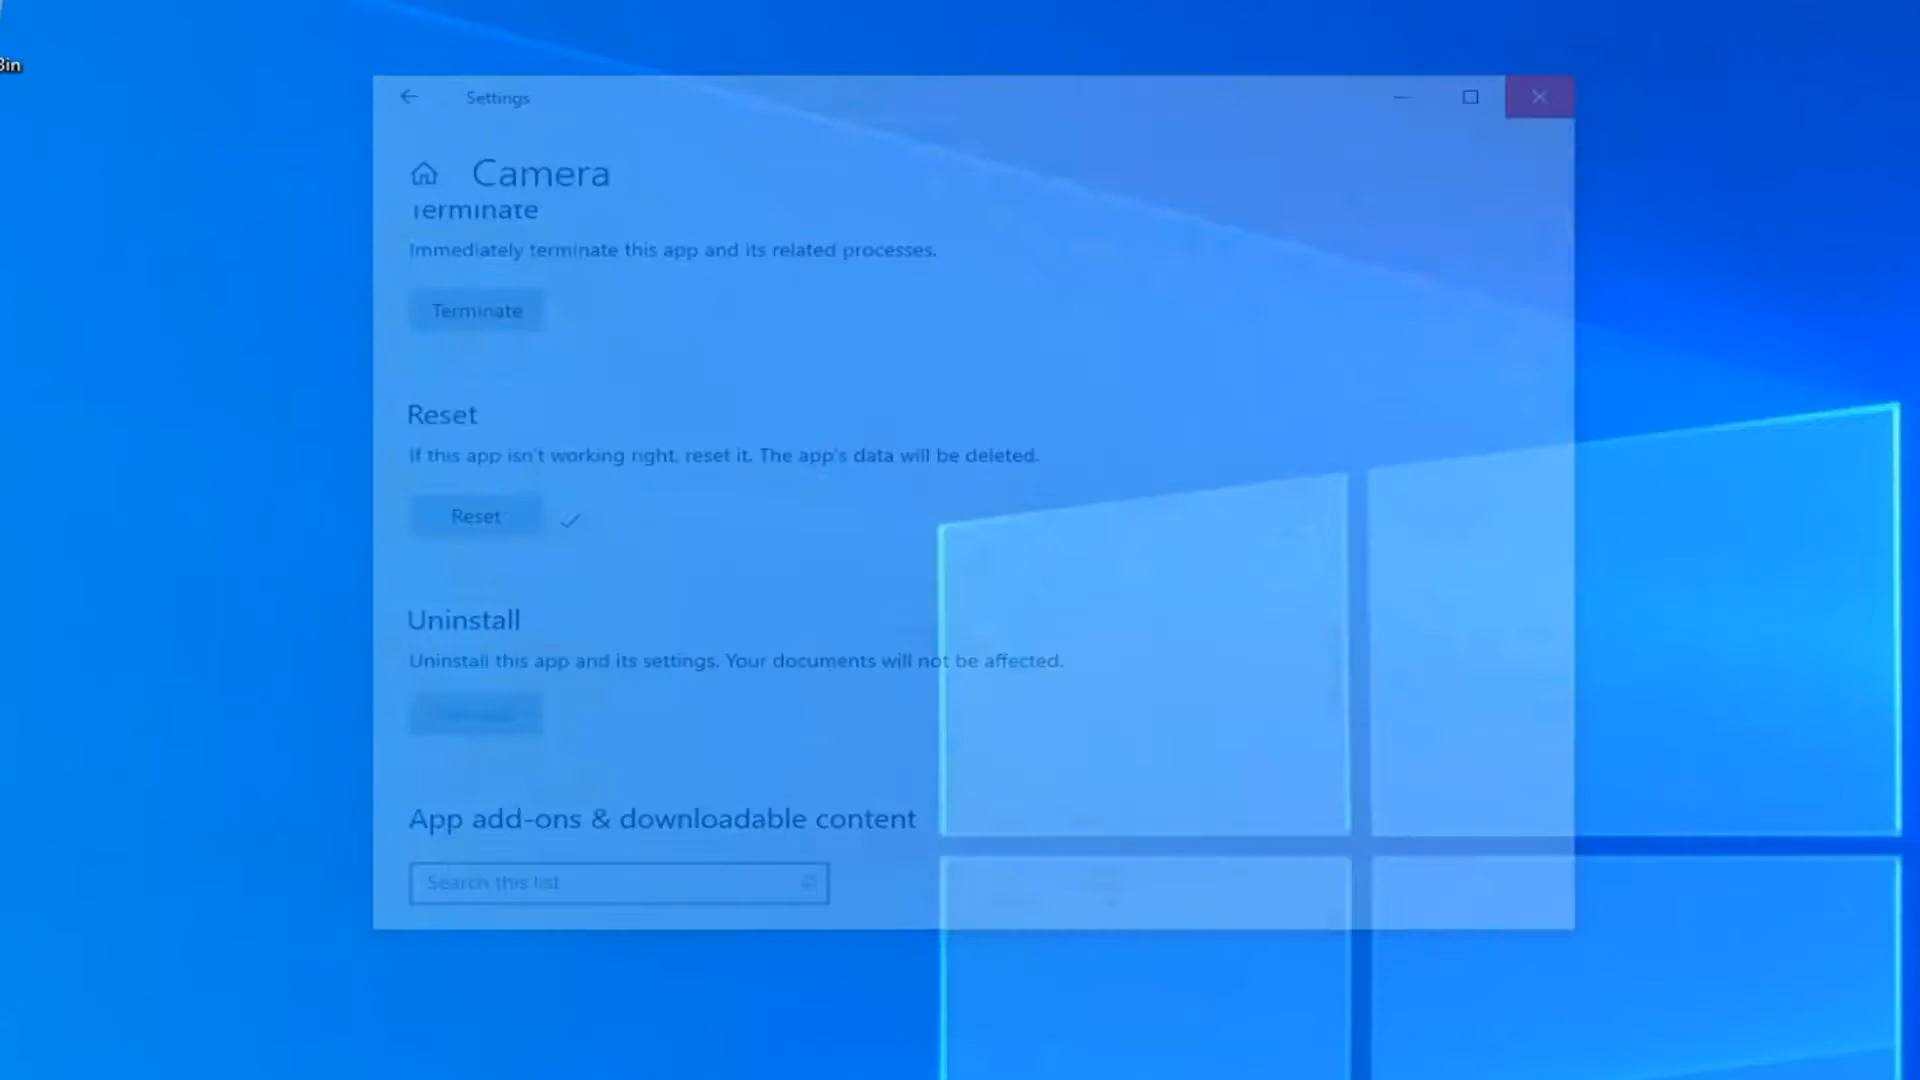 Bin
Settings
Camera
Terminate
Immediately terminate this app and its related processes.
Terminate
Reset
If this app isn't working right, reset it. The app's data will be deleted.
Reset
Uninstall
Uninstall this app and its settings. Your documents will not be affected.
App add-ons & downloadable content
Search this list